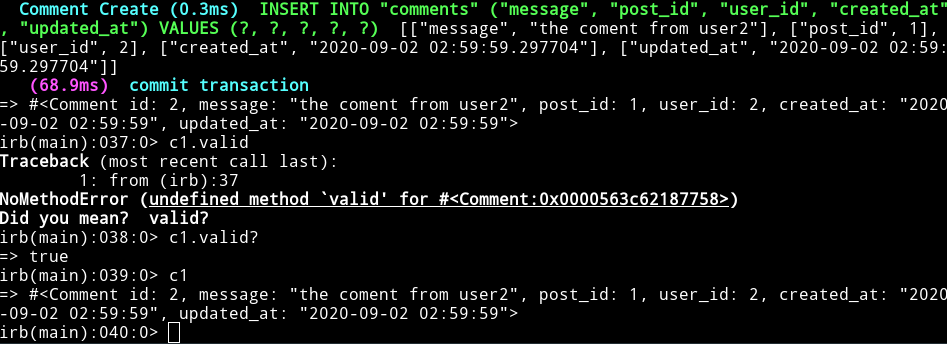 Comment Create (0.3ms)  INSERT INTO "comments" ("message", "post_id", "user_id", "created_at"
, "updated_at") VALUES (?, ?, ?, ?, ?)  [["message", "the coment from user2"], ["post_id", 1],
["user_id", 2], ["created_at", "2020-09-02 02:59:59.297704"], ["updated_at", "2020-09-02 02:59:
59.297704"]]
(68.9ms)  commit transaction
=> #<Comment id: 2, message: "the coment from user2", post_id: 1, user_id: 2, created_at: "2020
-09-02 02:59:59", updated_at: "2020-09-02 02:59:59">
irb(main):037:0> c1.valid
Traceback (most recent call last):
1: from (irb):37
NoMethodError (undefined method `valid' for #<Comment:0x0000563c62187758>)
Did you mean?  valid?
irb(main):038:0> c1.valid?
=> true
irb(main):039:0> c1
=> #<Comment id: 2, message: "the coment from user2", post_id: 1, user_id: 2, created_at: "2020
-09-02 02:59:59", updated_at: "2020-09-02 02:59:59">
irb(main):040:0>